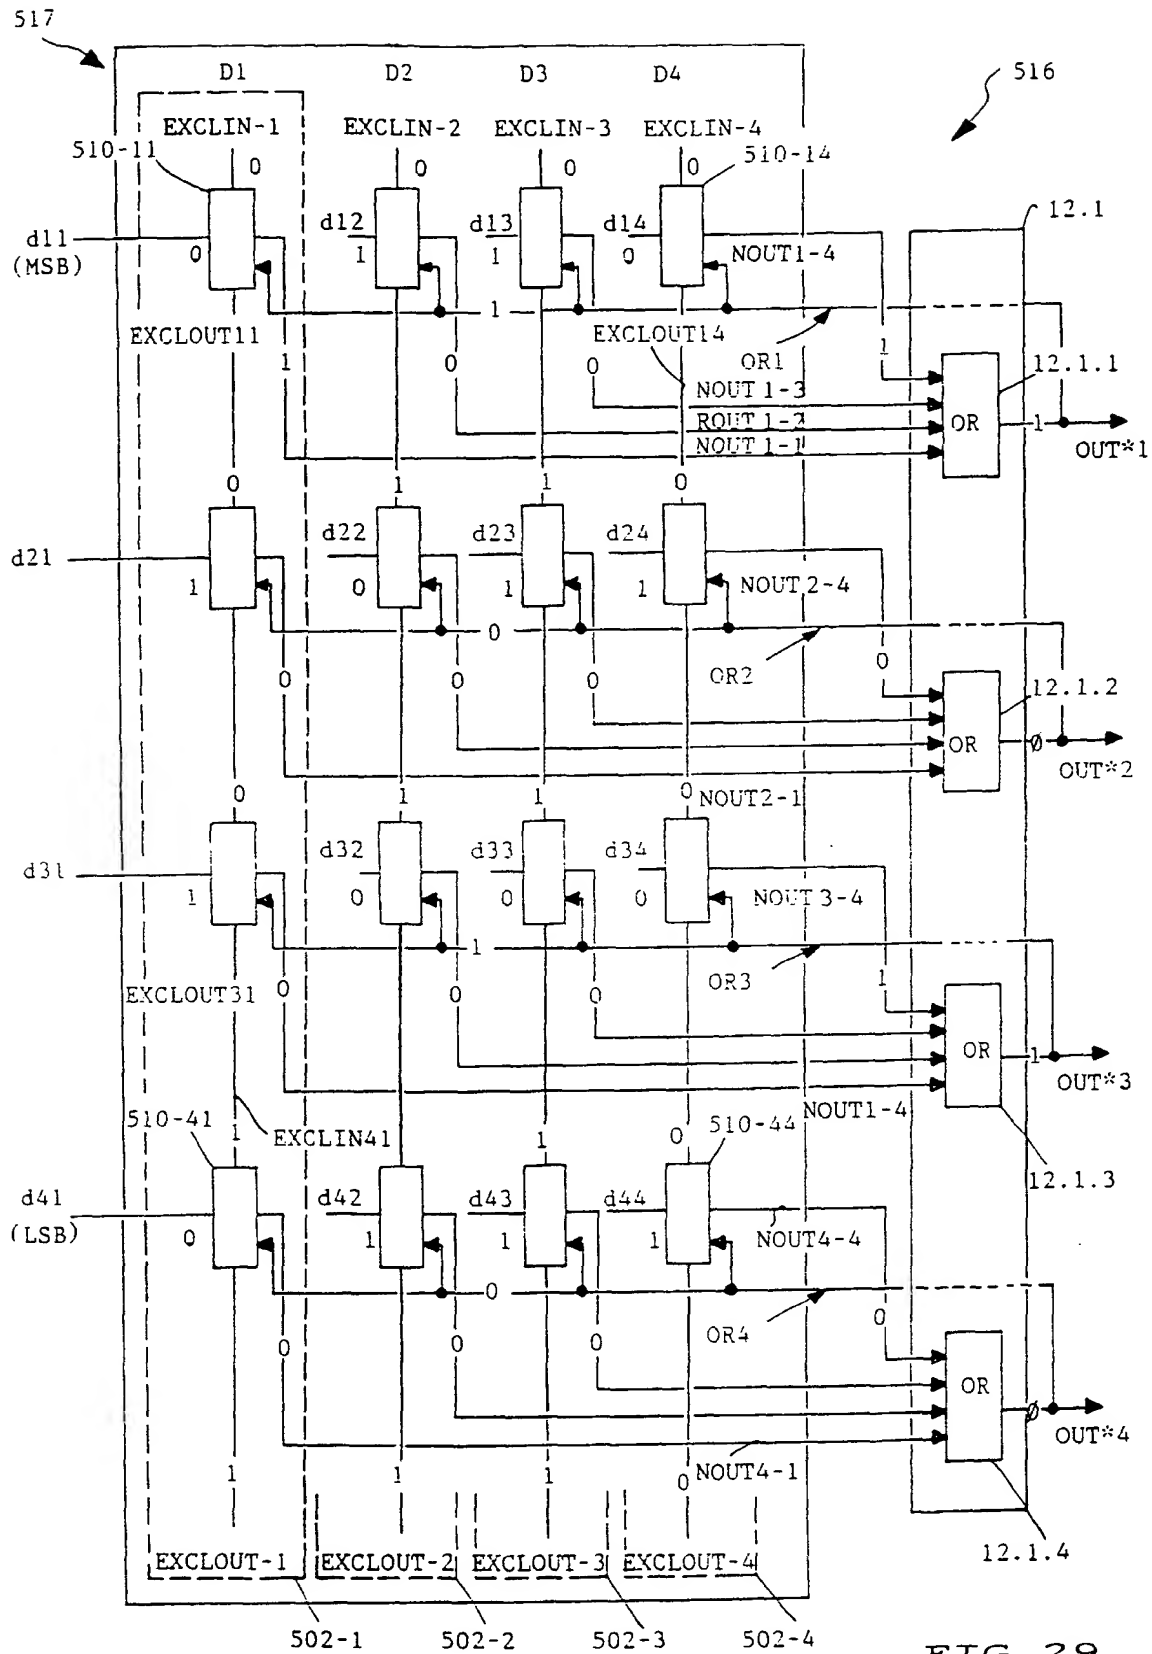 517
D1 D2 D3 D4
516
EXCLIN-1 EXCLIN-2 EXCLIN-3 EXCLIN-4
510-11 0 0 0 0 510-14
12.1
d11 d12 d13 d14
(MSB) 0 1 1 0 NOUT1-4
1
EXCLOUT11 EXCLOUT14
1 0 0 OR1 1 12.1.1
NOUT 1-3
ROUT 1-2 OR 1
NOUT 1-1 OUT*1
0 1 1 0
d21 d22 d23 d24
1 0 1 1 NOUT 2-4
0
0 0 0 OR2 0 12.1.2
OR 0
OUT*2
0 1 1 0 NOUT2-1
d31 d32 d33 d34
1 0 0 0 NOUT 3-4
1
EXCLOUT31 0 0 0 OR3 1
OR 1
OUT*3
NOUT1-4
510-41 1 EXCLIN41 1 0 510-44
12.1.3
d41 d42 d43 d44
(LSB) 0 1 1 1 NOUT4-4
0
0 0 0 OR4 0
OR
0
OUT*4
1 1 1 0 NOUT4-1
EXCLOUT-1 EXCLOUT-2 EXCLOUT-3 EXCLOUT-4 12.1.4
502-1 502-2 502-3 502-4
FIG 29